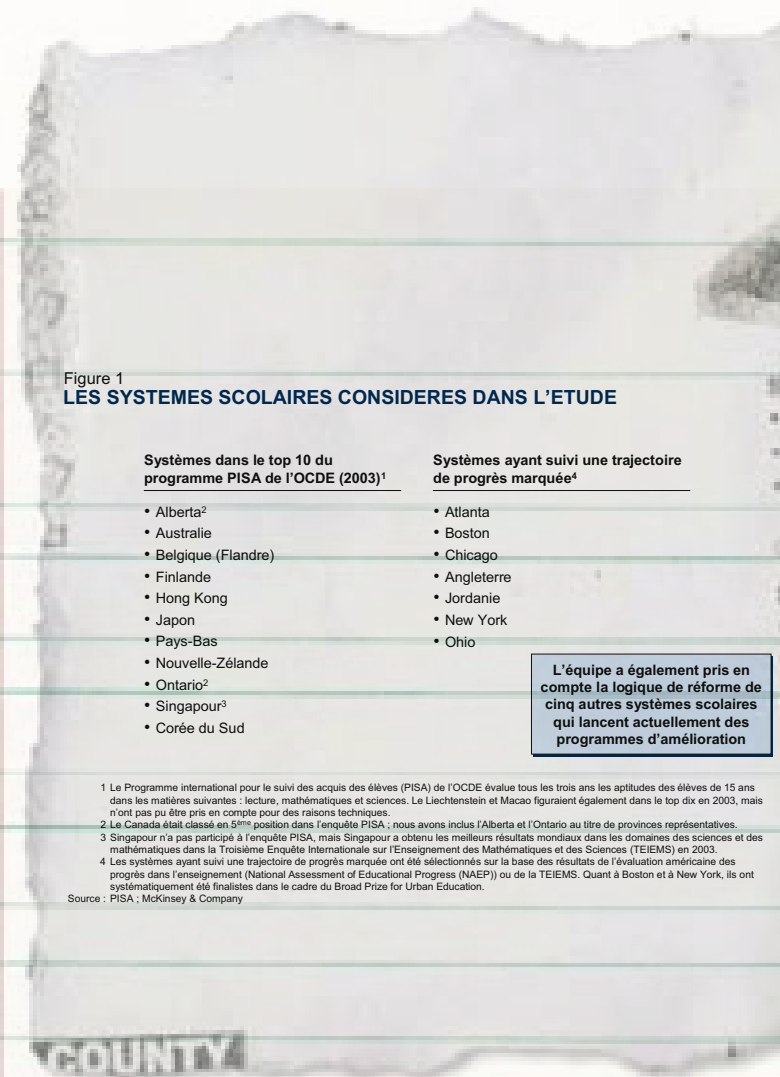 Figure 1
LES SYSTEMES SCOLAIRES CONSIDERES DANS L'ETUDE
Systèmes dans le top 10 du
programme PISA de l'OCDE (2003)¹
• Alberta²
• Australie
• Belgique (Flandre)
• Finlande
• Hong Kong
• Japon
• Pays-Bas
• Nouvelle-Zélande
• Ontario²
• Singapour³
• Corée du Sud
Systèmes ayant suivi une trajectoire
de progrès marquée⁴
• Atlanta
• Boston
• Chicago
• Angleterre
• Jordanie
• New York
• Ohio
L'équipe a également pris en
compte la logique de réforme de
cinq autres systèmes scolaires
qui lancent actuellement des
programmes d'amélioration
1 Le Programme international pour le suivi des acquis des élèves (PISA) de l'OCDE évalue tous les trois ans les aptitudes des élèves de 15 ans
dans les matières suivantes : lecture, mathématiques et sciences. Le Liechtenstein et Macao figuraient également dans le top dix en 2003, mais
n'ont pas pu être pris en compte pour des raisons techniques.
2 Le Canada était classé en 5ème position dans l'enquête PISA ; nous avons inclus l'Alberta et l'Ontario au titre de provinces représentatives.
3 Singapour n'a pas participé à l'enquête PISA, mais Singapour a obtenu les meilleurs résultats mondiaux dans les domaines des sciences et des
mathématiques dans la Troisième Enquête Internationale sur l'Enseignement des Mathématiques et des Sciences (TEIEMS) en 2003.
4 Les systèmes ayant suivi une trajectoire de progrès marquée ont été sélectionnés sur la base des résultats de l'évaluation américaine des
progrès dans l'enseignement (National Assessment of Educational Progress (NAEP)) ou de la TEIEMS. Quant à Boston et à New York, ils ont
systématiquement été finalistes dans le cadre du Broad Prize for Urban Education.
Source : PISA ; McKinsey & Company
COUNTY